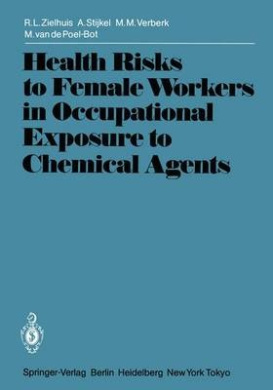 R.L.Zielhuis A.Stijkel M.M.Verberk
M.van de Poel-Bot
Health Risks
to Female Workers
in Occupational
Exposure to
Chemical Agents
Springer-Verlag Berlin Heidelberg New York Tokyo